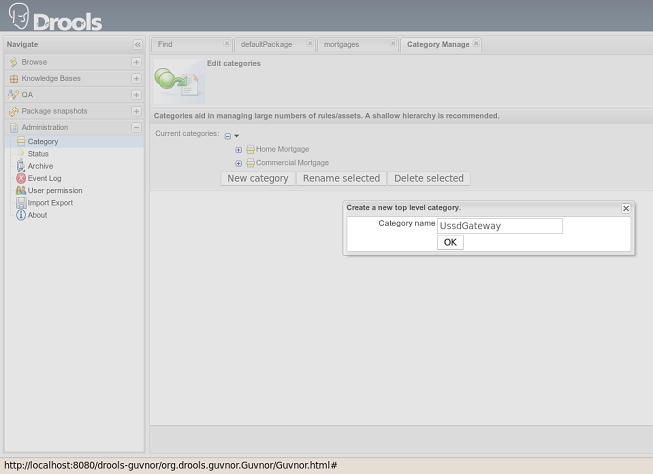 Drools
Navigate
Find
defaultPackage
mortgages
Category Manage
Browse
Knowledge Bases
QA
Package snapshots
Administration
Category
Status
Archive
Event Log
User permission
Import Export
About
Edit categories
Categories aid in managing large numbers of rules/assets. A shallow hierarchy is recommended.
Current categories:
Home Mortgage
Commercial Mortgage
New category Rename selected Delete selected
Create a new top level category.
Category name UssdGateway
OK
http://localhost:8080/drools-guvnor/org.drools.guvnor.Guvnor/Guvnor.html#